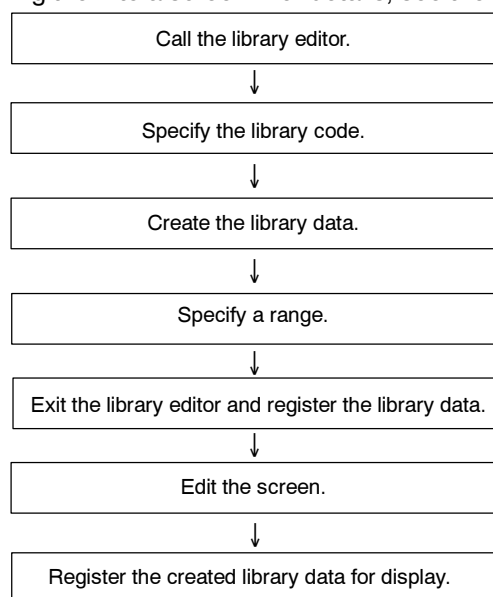 Call the library editor.
Specify the library code.
Create the library data.
Specify a range.
Exit the library editor and register the library data.
Edit the screen.
Register the created library data for display.